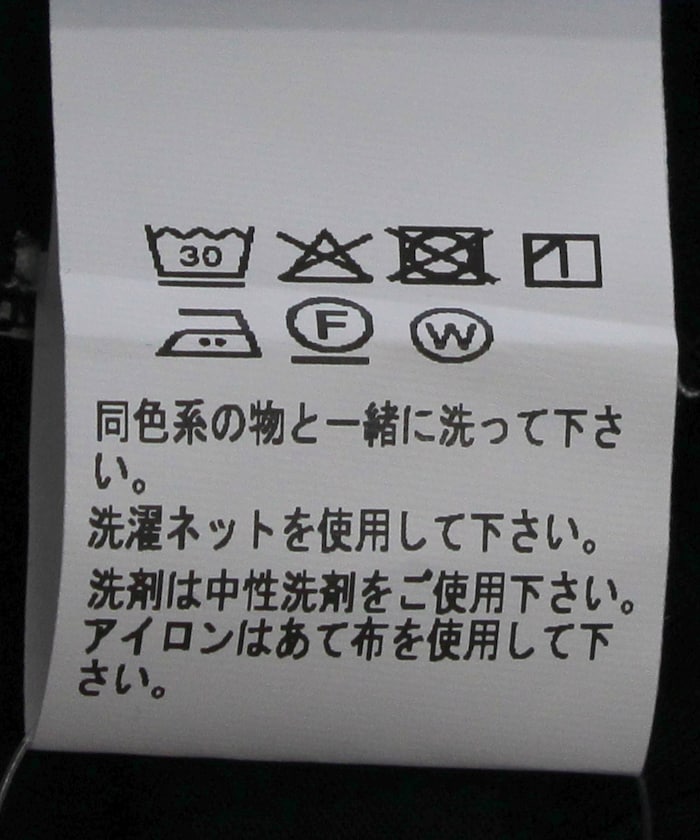 30
F W
同色系の物と一緒に洗って下さ
い。
洗濯ネットを使用して下さい。
洗剤は中性洗剤をご使用下さい。
アイロンはあて布を使用して下
さい。